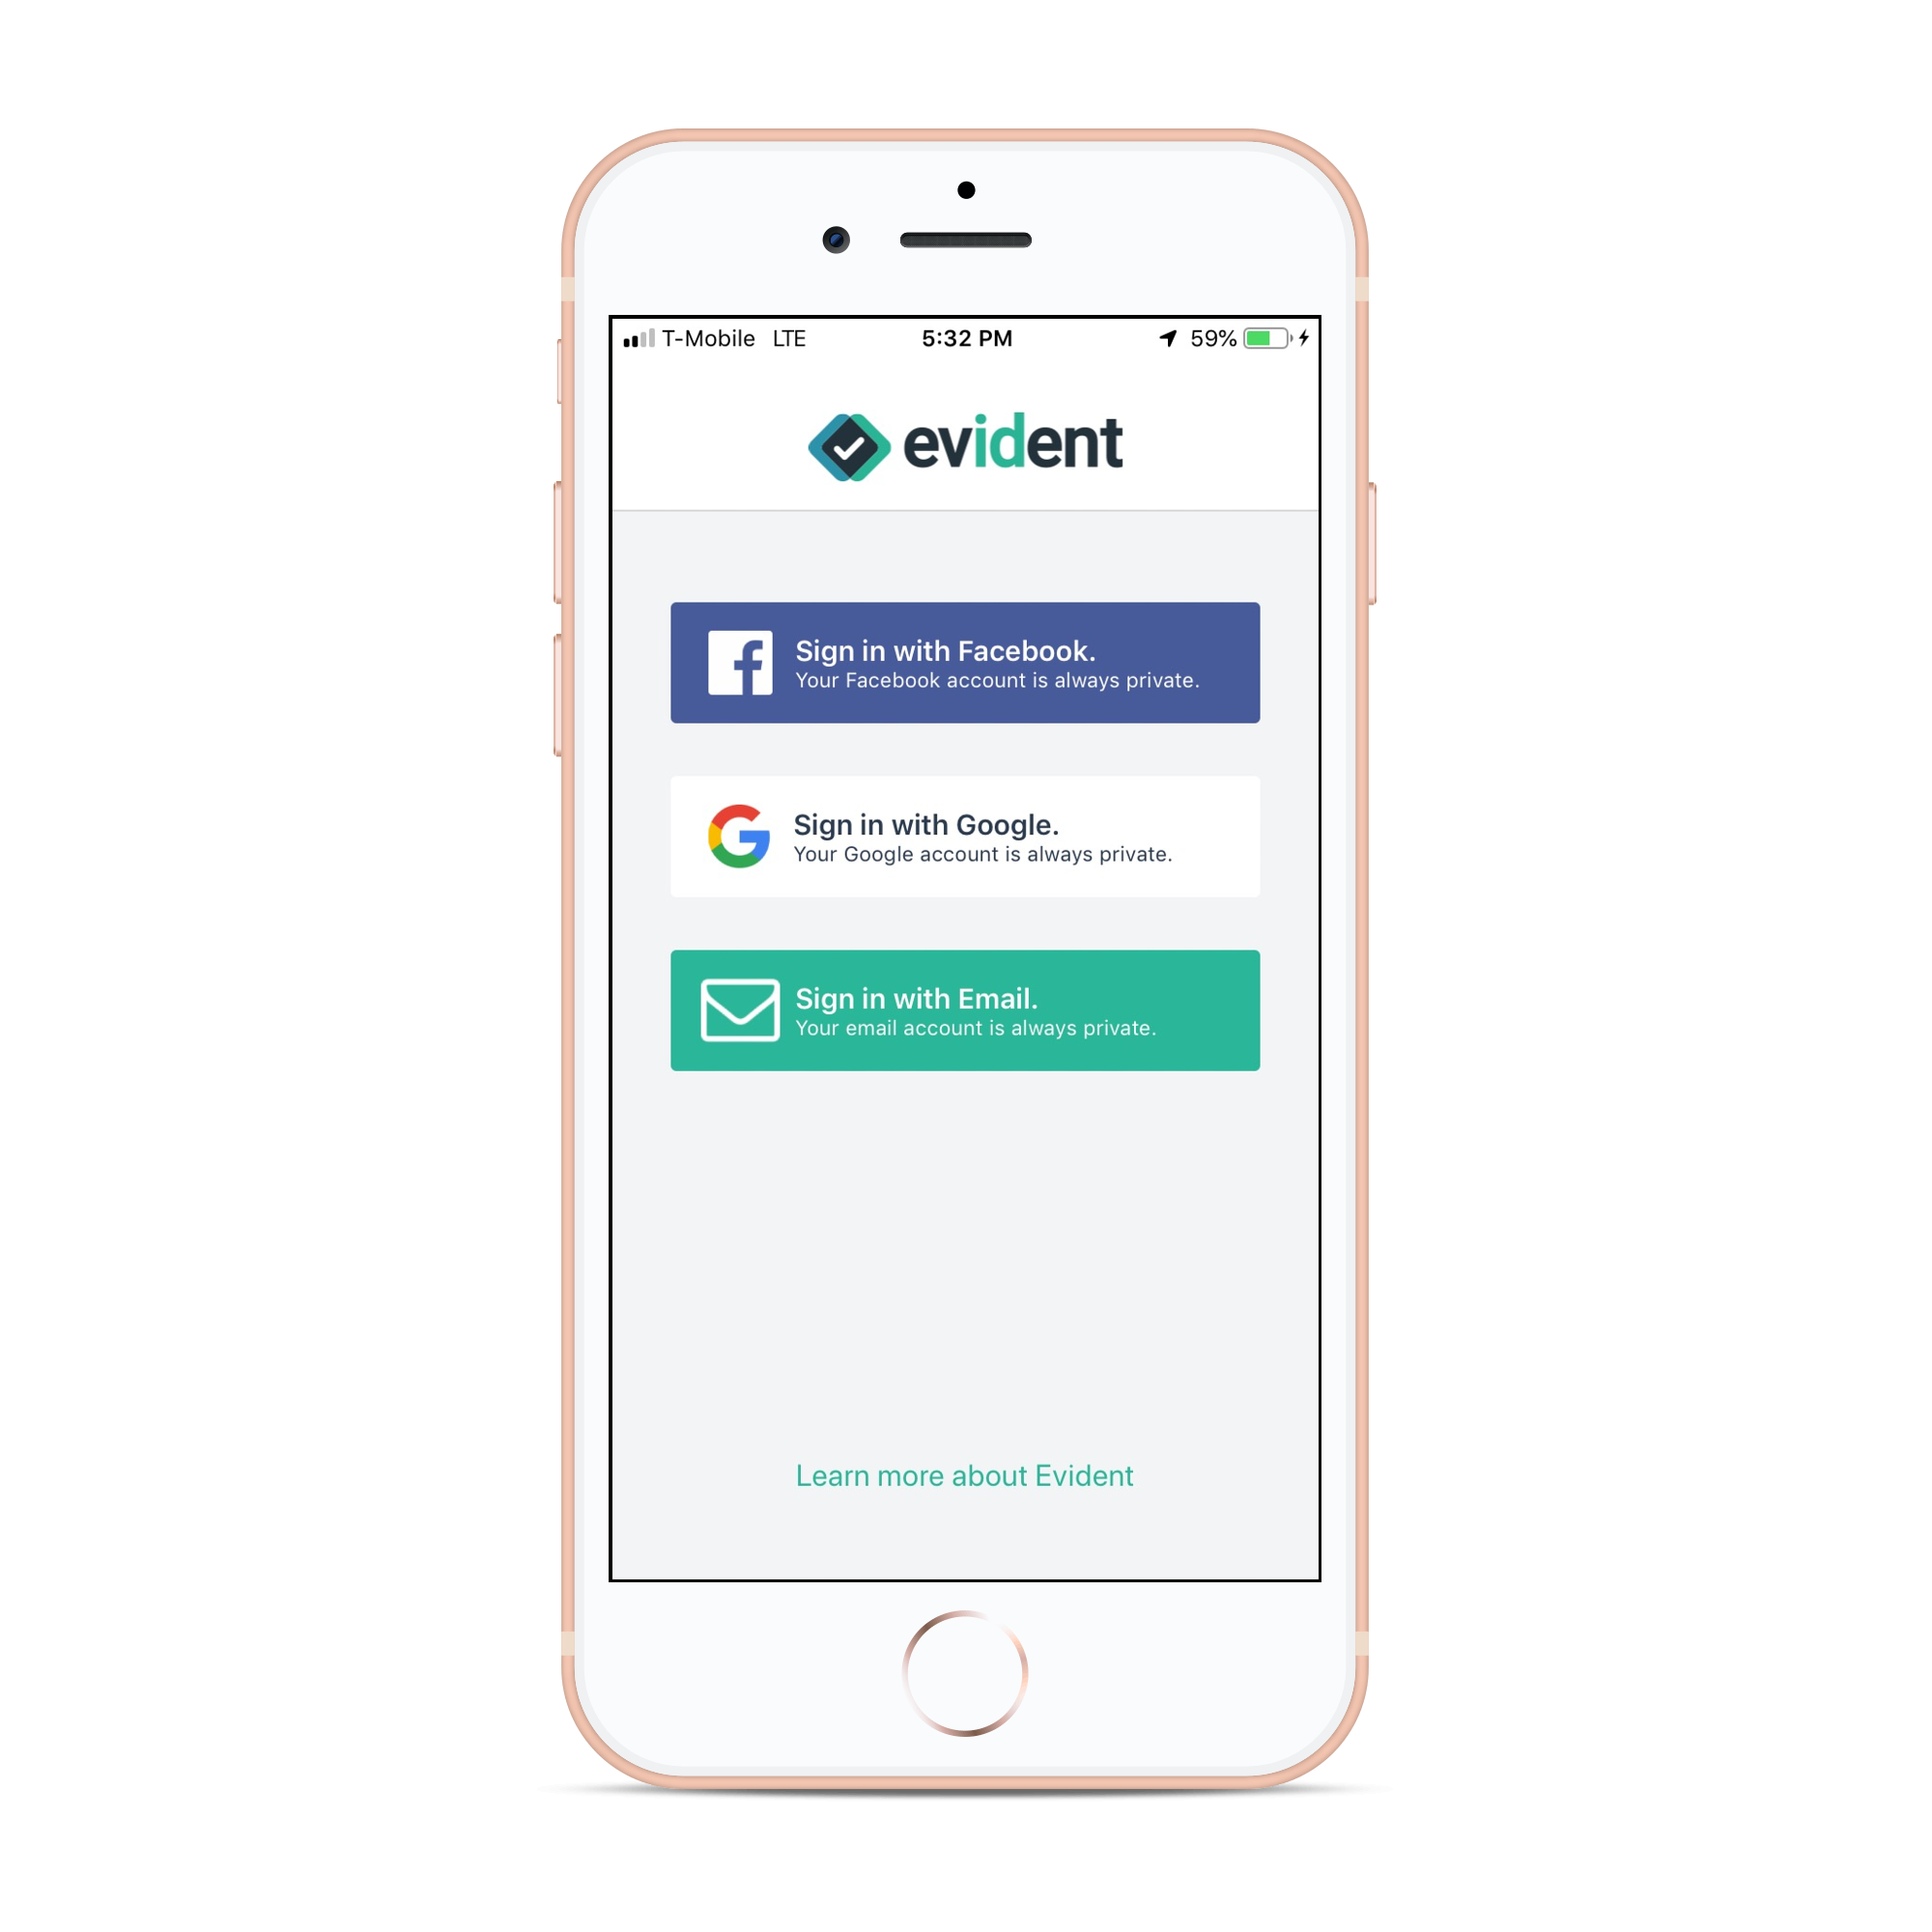 T-Mobile LTE 5:32 PM 59%
evident
Sign in with Facebook.
Your Facebook account is always private.
Sign in with Google.
Your Google account is always private.
Sign in with Email.
Your email account is always private.
Learn more about Evident